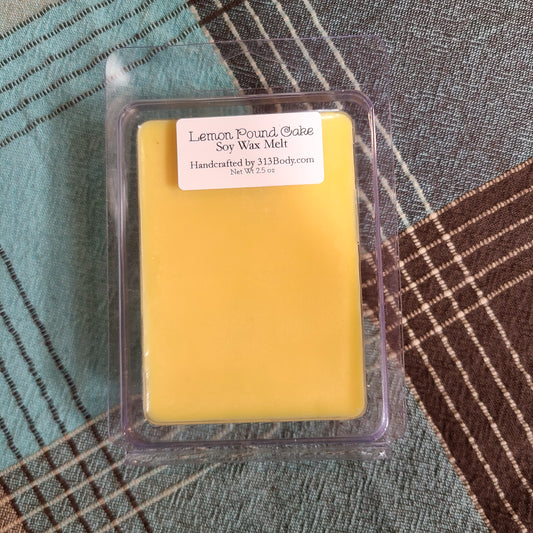 Lemon Pound Cake
Soy Wax Melt
Handcrafted by 313Body.com
Net Wt 2.5 oz